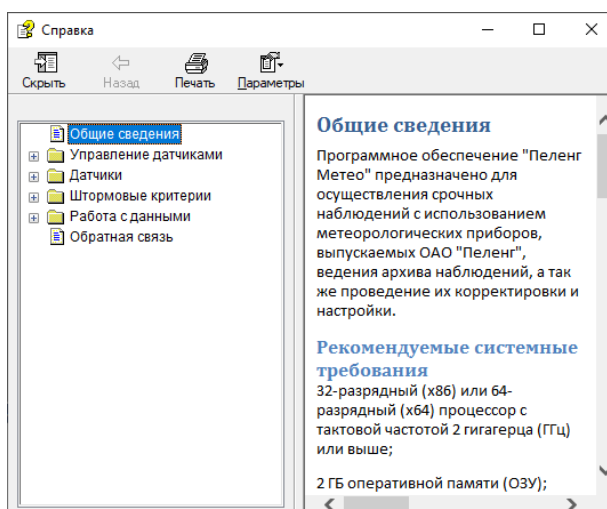 Справка
Скрыть Назад Печать Параметры
Общие сведения
Управление датчиками
Датчики
Штормовые критерии
Работа с данными
Обратная связь
Общие сведения
Программное обеспечение "Пеленг
Метео" предназначено для
осуществления срочных
наблюдений с использованием
метеорологических приборов,
выпускаемых ОАО "Пеленг",
ведения архива наблюдений, а так
же проведение их корректировки и
настройки.
Рекомендуемые системные
требования
32-разрядный (x86) или 64-
разрядный (x64) процессор с
тактовой частотой 2 гигагерца (ГГц)
или выше;
2 ГБ оперативной памяти (ОЗУ);